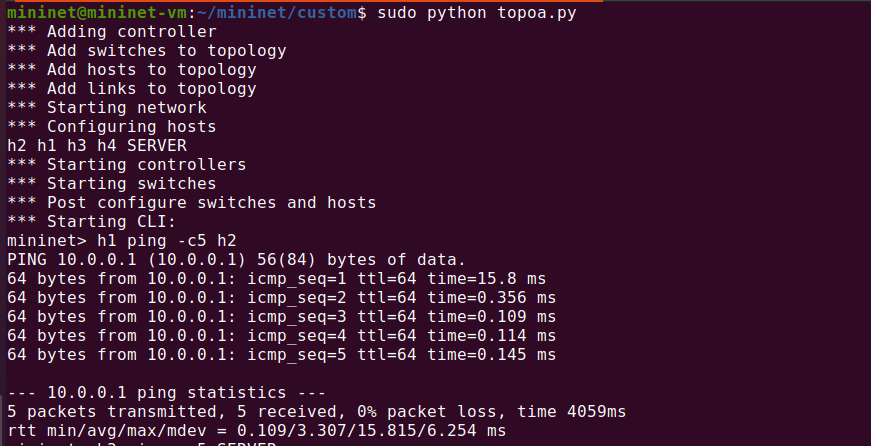 mininet@mininet-vm:~/mininet/custom$ sudo python topoa.py
*** Adding controller
*** Add switches to topology
*** Add hosts to topology
*** Add links to topology
*** Starting network
*** Configuring hosts
h2 h1 h3 h4 SERVER
*** Starting controllers
*** Starting switches
*** Post configure switches and hosts
*** Starting CLI:
mininet> h1 ping -c5 h2
PING 10.0.0.1 (10.0.0.1) 56(84) bytes of data.
64 bytes from 10.0.0.1: icmp_seq=1 ttl=64 time=15.8 ms
64 bytes from 10.0.0.1: icmp_seq=2 ttl=64 time=0.356 ms
64 bytes from 10.0.0.1: icmp_seq=3 ttl=64 time=0.109 ms
64 bytes from 10.0.0.1: icmp_seq=4 ttl=64 time=0.114 ms
64 bytes from 10.0.0.1: icmp_seq=5 ttl=64 time=0.145 ms
--- 10.0.0.1 ping statistics ---
5 packets transmitted, 5 received, 0% packet loss, time 4059ms
rtt min/avg/max/mdev = 0.109/3.307/15.815/6.254 ms